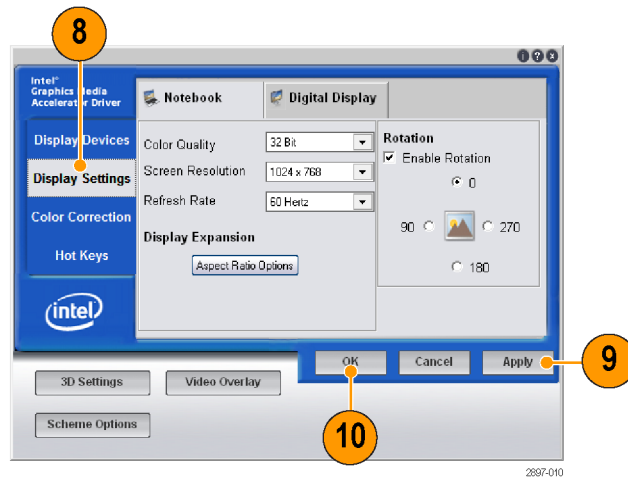 8
Intel®
Graphics Media
Accelerator Driver
Notebook
Digital Display
Display Devices
Display Settings
Color Correction
Hot Keys
intel
Color Quality
32 Bit
Screen Resolution
1024 x 768
Refresh Rate
60 Hertz
Display Expansion
Aspect Ratio Options
Rotation
Enable Rotation
0
90
270
180
OK
Cancel
Apply
9
3D Settings
Video Overlay
Scheme Options
10
2897-010